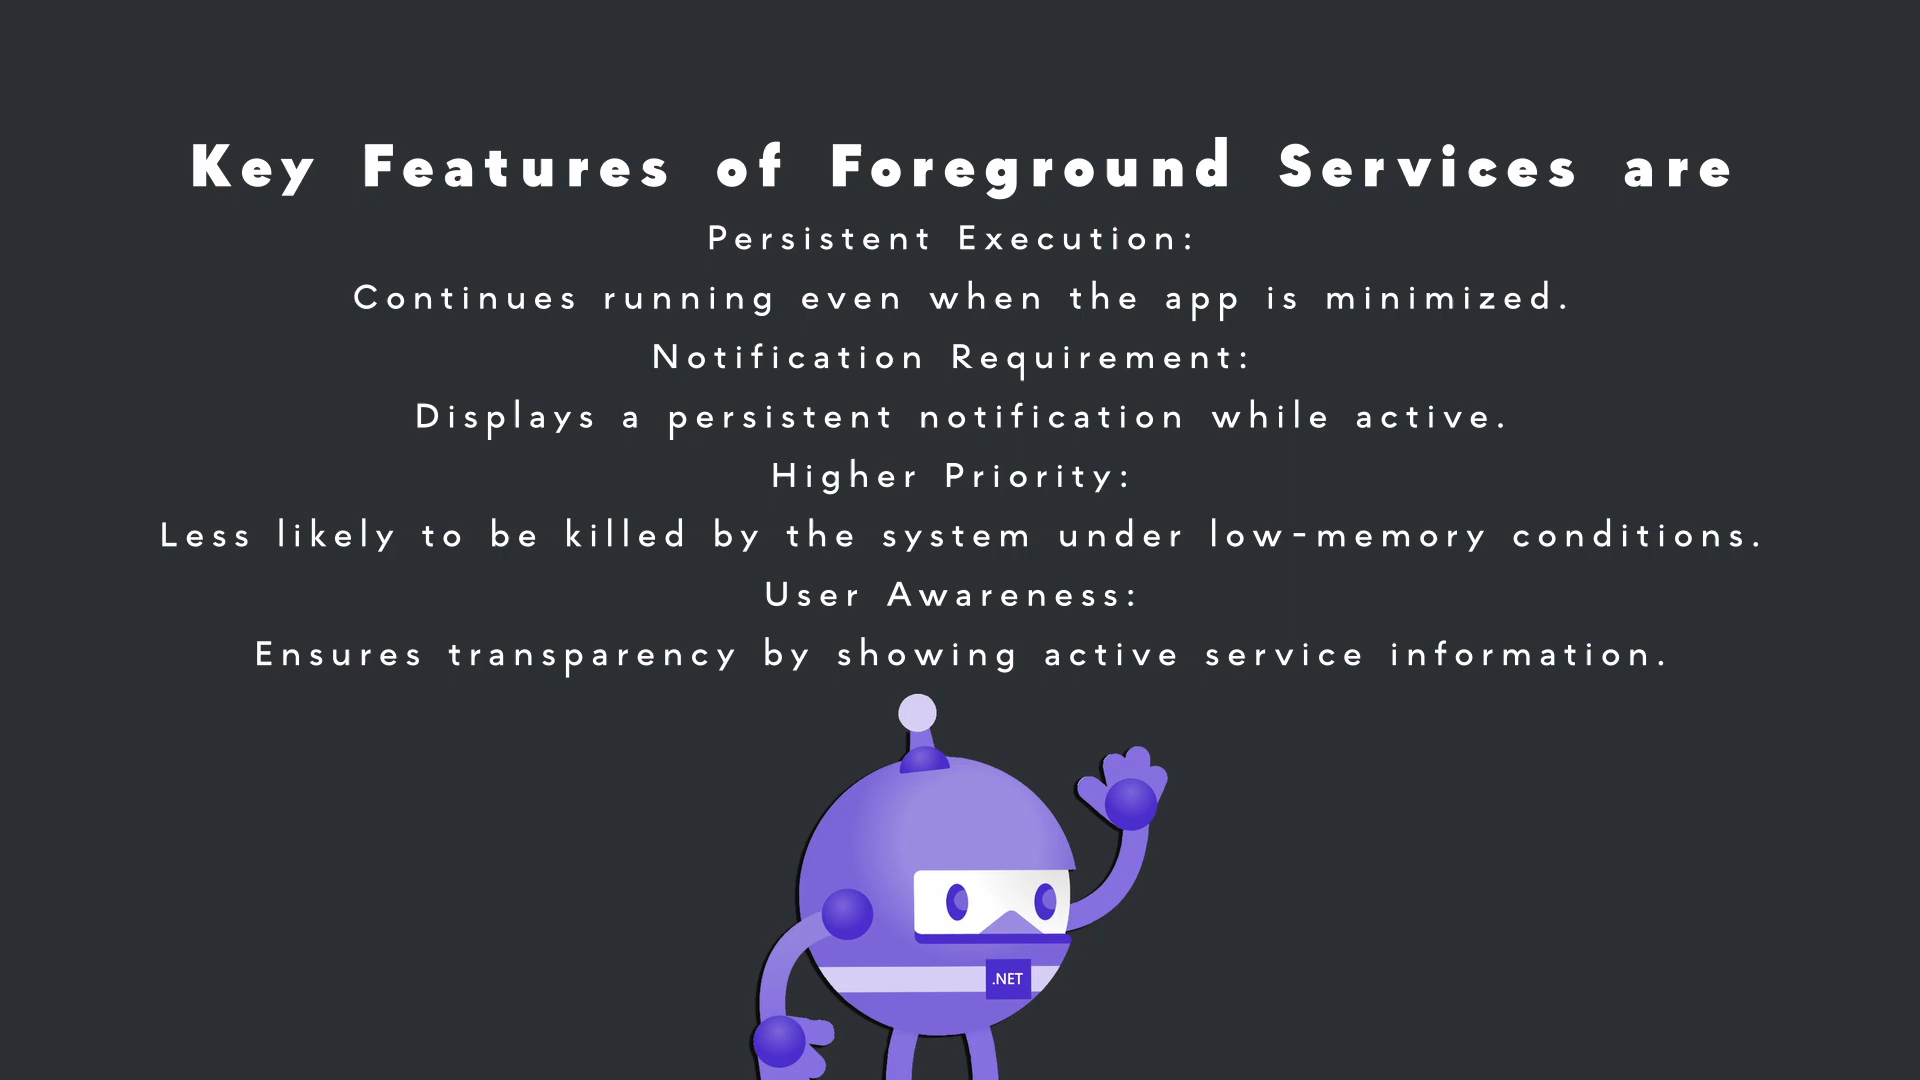 Key Features of Foreground Services are
Persistent Execution:
Continues running even when the app is minimized.
Notification Requirement:
Displays a persistent notification while active.
Higher Priority:
Less likely to be killed by the system under low-memory conditions.
User Awareness:
Ensures transparency by showing active service information.
.NET